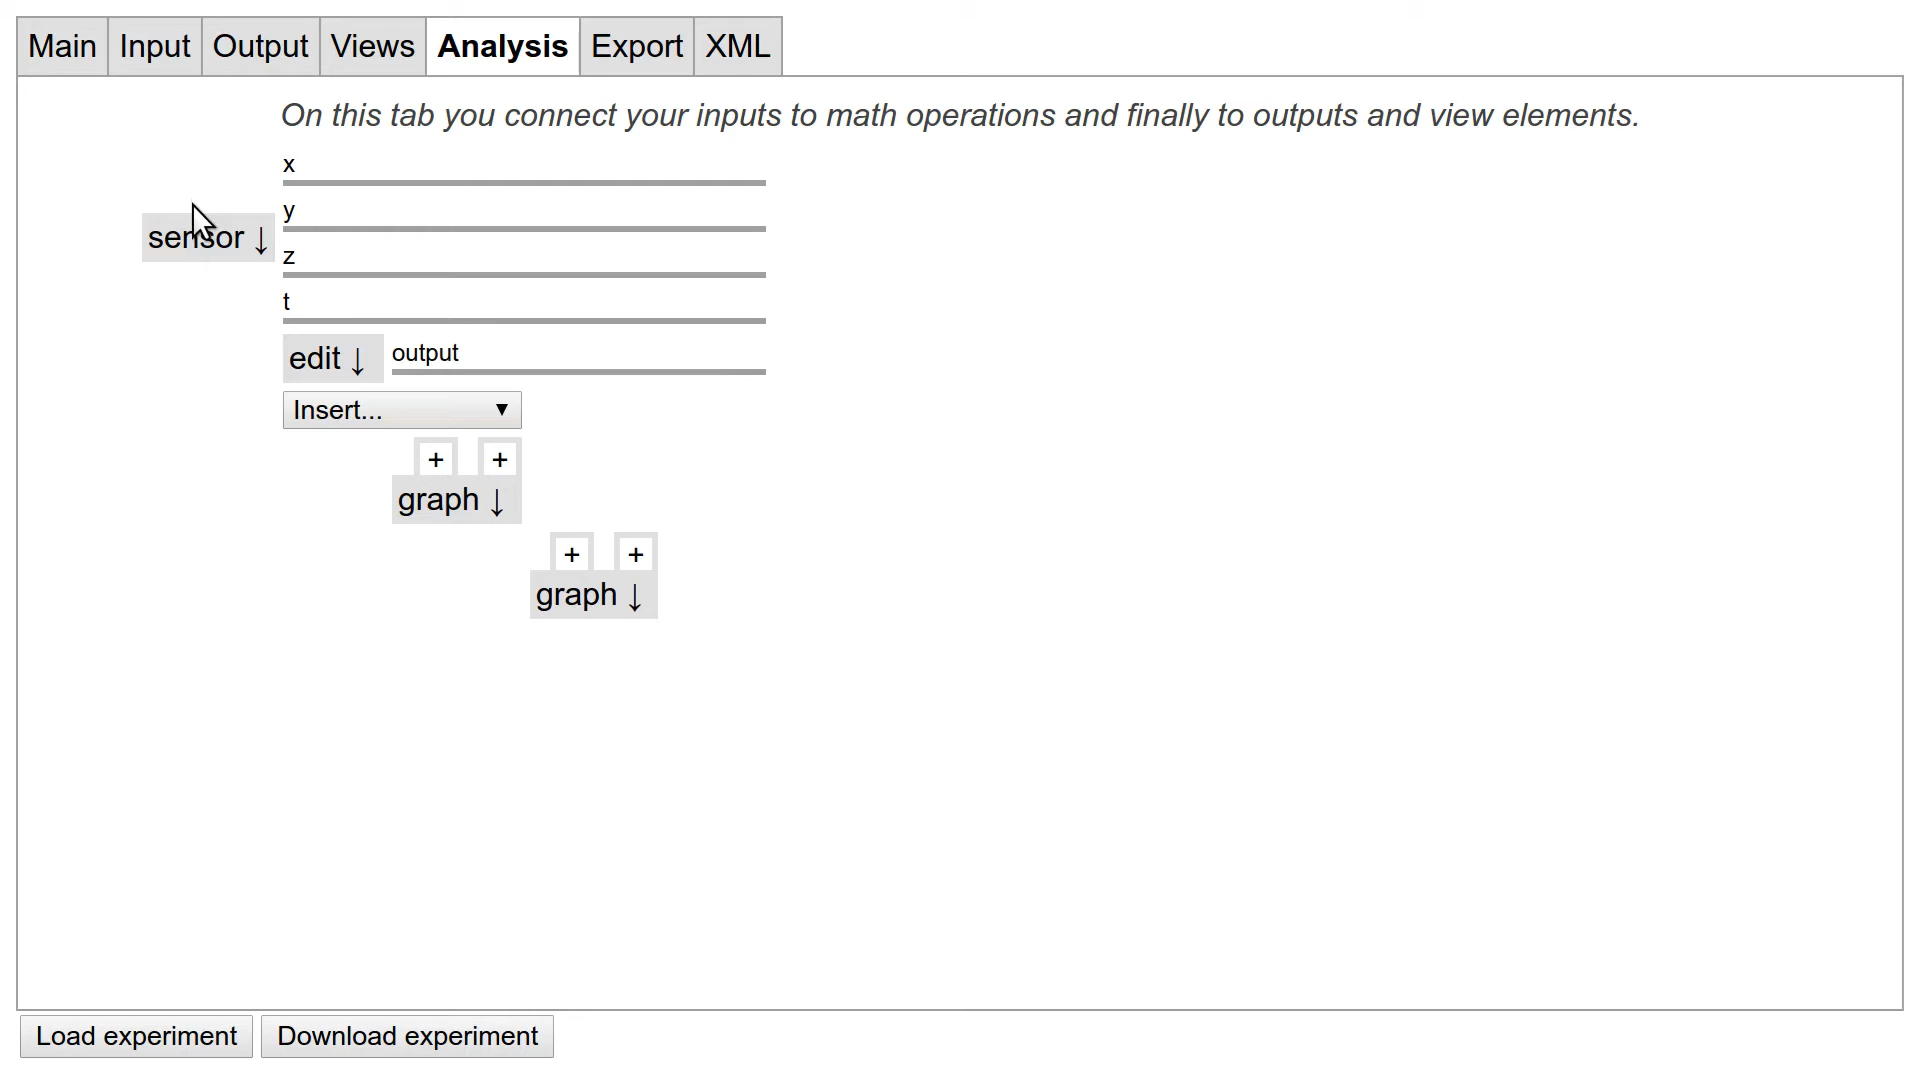 Main Input Output Views Analysis Export XML
On this tab you connect your inputs to math operations and finally to outputs and view elements.
x
y
sensor ↓
z
t
edit ↓ output
Insert... ▼
+ +
graph ↓
+ +
graph ↓
Load experiment Download experiment